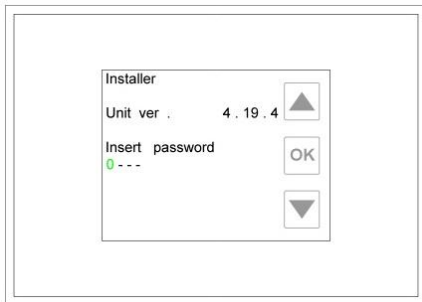 Installer
Unit ver . 4 . 19 . 4
Insert password
0 - - -
OK